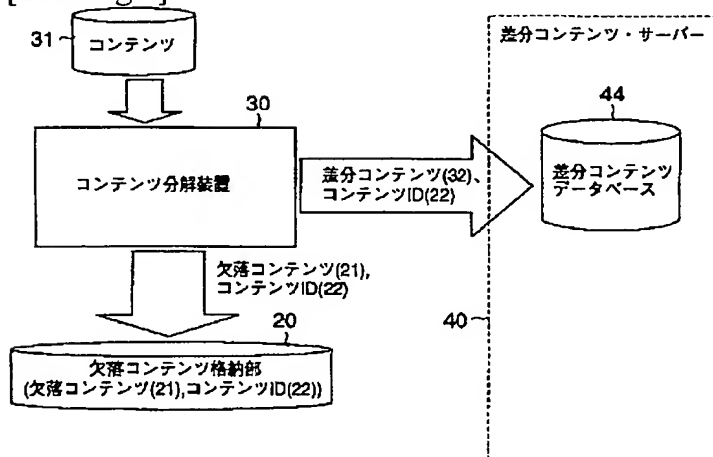 31
コンテンツ
差分コンテンツ・サーバー
30
44
コンテンツ分解装置
差分コンテンツ(32)、
コンテンツID(22)
差分コンテンツ
データベース
欠落コンテンツ(21),
コンテンツID(22)
20
40
欠落コンテンツ格納部
(欠落コンテンツ(21),コンテンツID(22))